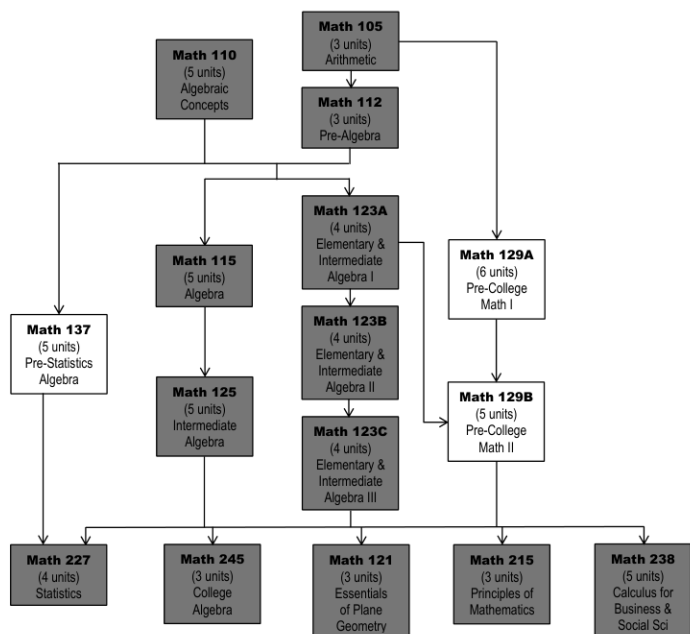 Math 105
(3 units)
Arithmetic
Math 110
(5 units)
Algebraic
Concepts
Math 112
(3 units)
Pre-Algebra
Math 123A
(4 units)
Elementary &
Intermediate
Algebra I
Math 115
(5 units)
Algebra
Math 129A
(6 units)
Pre-College
Math I
Math 137
(5 units)
Pre-Statistics
Algebra
Math 123B
(4 units)
Elementary &
Intermediate
Algebra II
Math 125
(5 units)
Intermediate
Algebra
Math 129B
(5 units)
Pre-College
Math II
Math 123C
(4 units)
Elementary &
Intermediate
Algebra III
Math 227
(4 units)
Statistics
Math 245
(3 units)
College
Algebra
Math 121
(3 units)
Essentials
of Plane
Geometry
Math 215
(3 units)
Principles of
Mathematics
Math 238
(5 units)
Calculus for
Business &
Social Sci